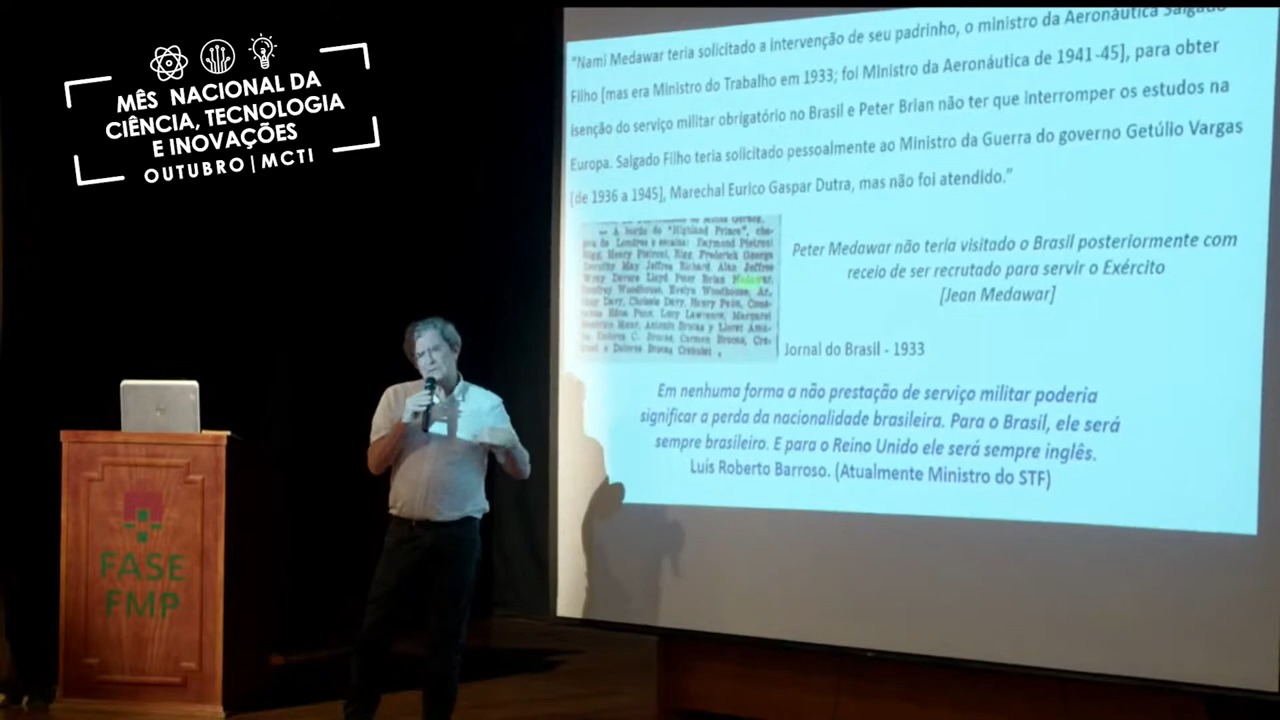 MÊS NACIONAL DA
CIÊNCIA, TECNOLOGIA
E INOVAÇÕES
OUTUBRO | MCTI
"Nami Medawar teria solicitado a intervenção de seu padrinho, o ministro da Aeronáutica Salgado
Filho [mas era Ministro do Trabalho em 1933; foi Ministro da Aeronáutica de 1941-45], para obter
isenção do serviço militar obrigatório no Brasil e Peter Brian não ter que interromper os estudos na
Europa. Salgado Filho teria solicitado pessoalmente ao Ministro da Guerra do governo Getúlio Vargas
[de 1936 a 1945], Marechal Eurico Gaspar Dutra, mas não foi atendido."
— A bordo do "Highland Prince", che-
Peter Medawar não teria visitado o Brasil posteriormente com
receio de ser recrutado para servir o Exército
[Jean Medawar]
Jornal do Brasil - 1933
Em nenhuma forma a não prestação de serviço militar poderia
significar a perda da nacionalidade brasileira. Para o Brasil, ele será
sempre brasileiro. E para o Reino Unido ele será sempre inglês.
Luís Roberto Barroso. (Atualmente Ministro do STF)
FASE
FMP